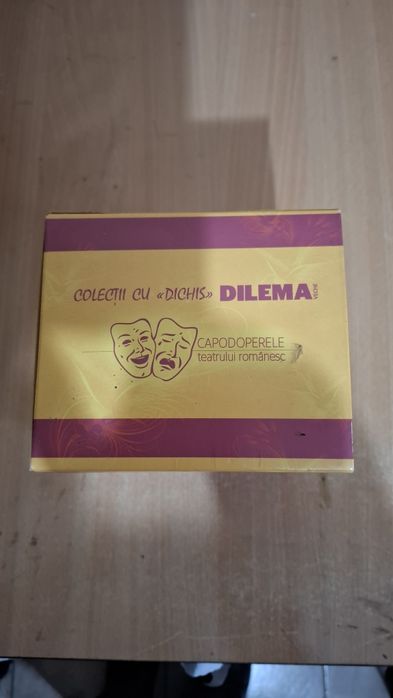 COLECȚII CU «DICHIS» DILEMA VECHE
CAPODOPERELE
teatrului românesc